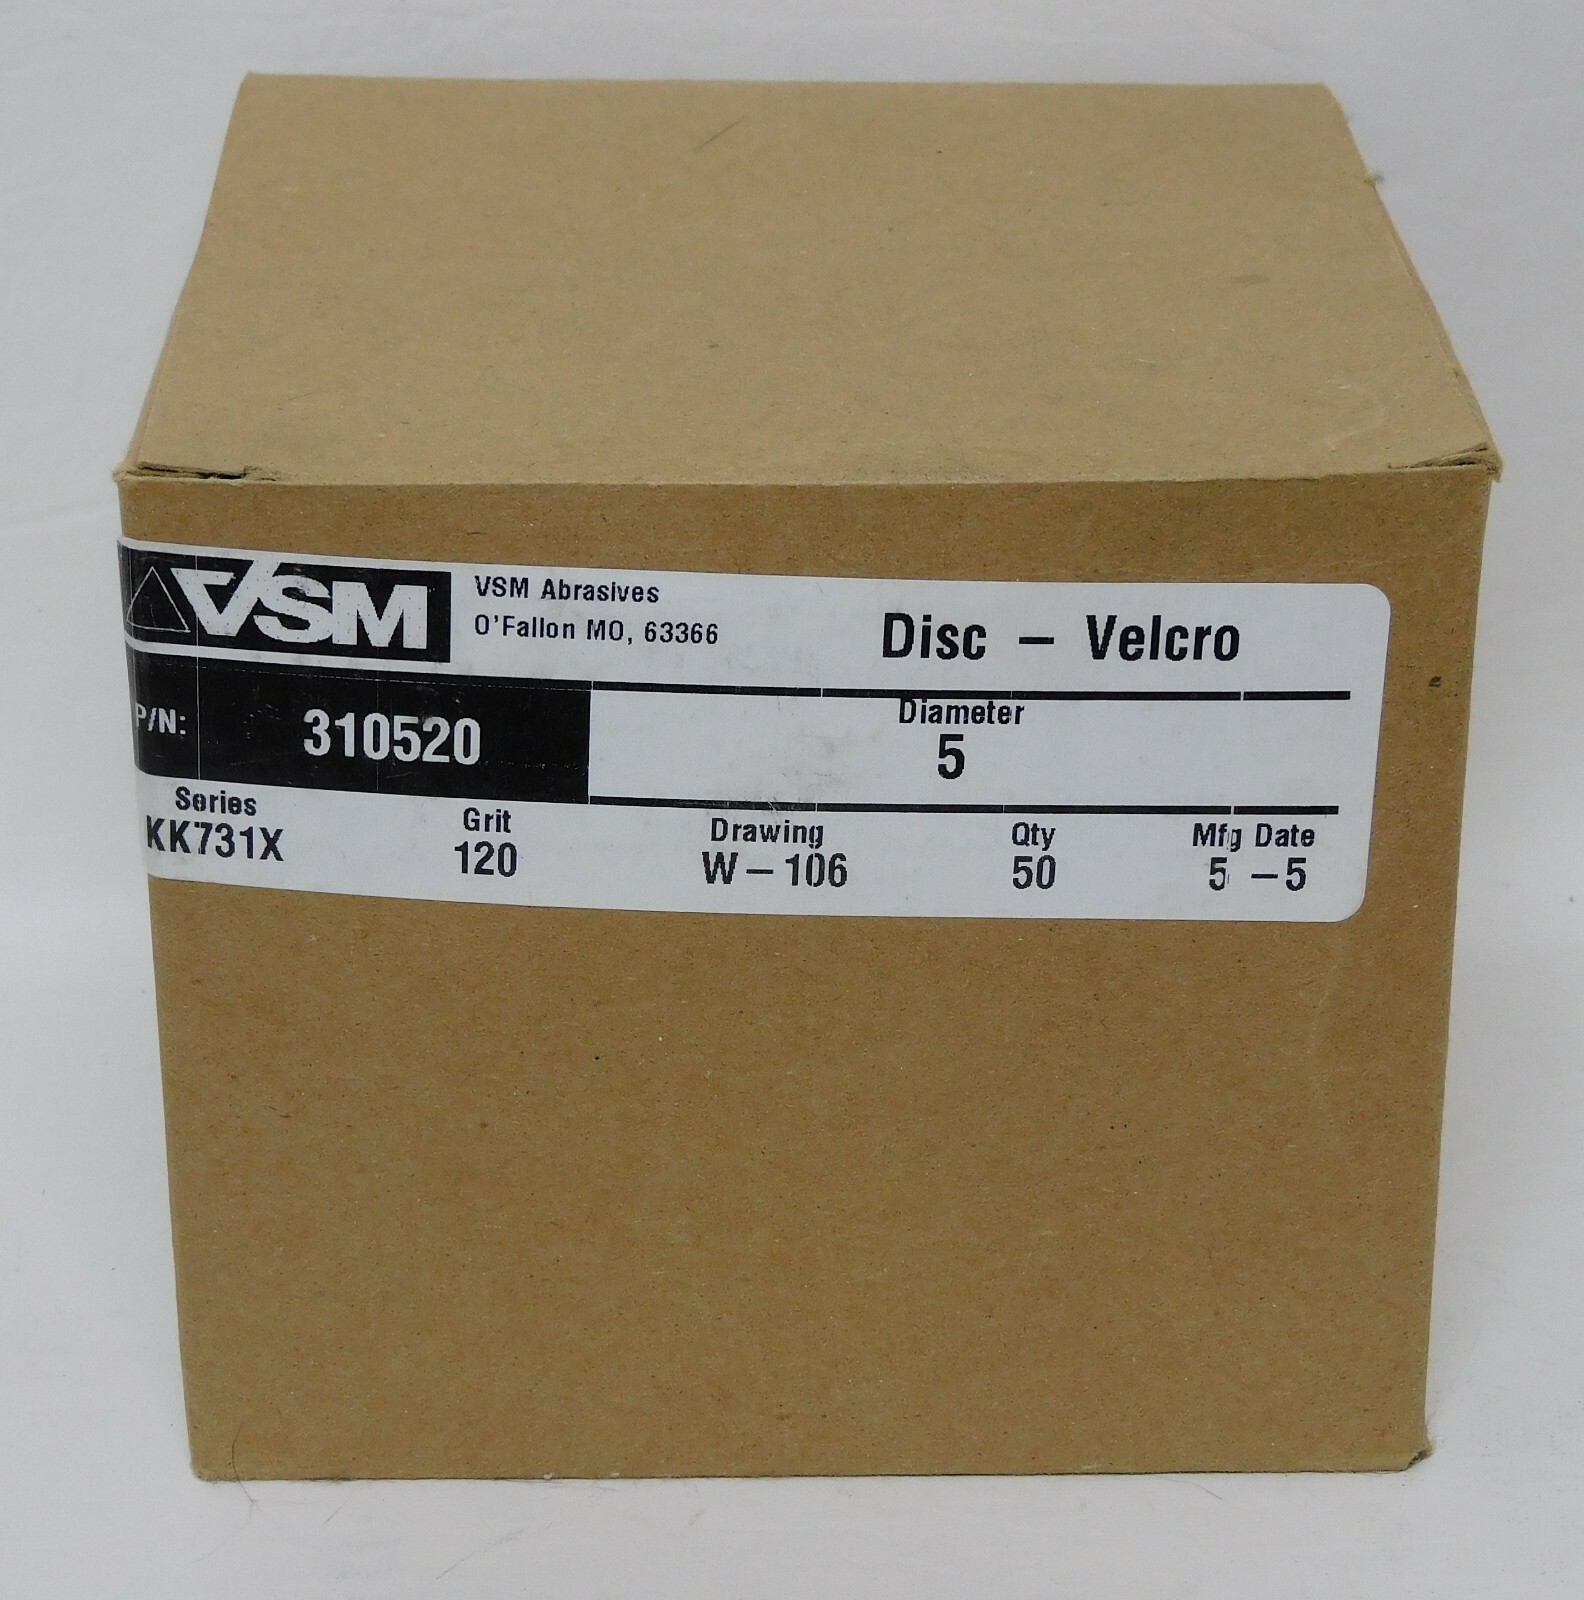 VSM
VSM Abrasives
O'Fallon MO, 63366
Disc – Velcro
P/N: 310520
Diameter
5
Series Grit Drawing Qty Mfg Date
KK731X 120 W–106 50 5 –5